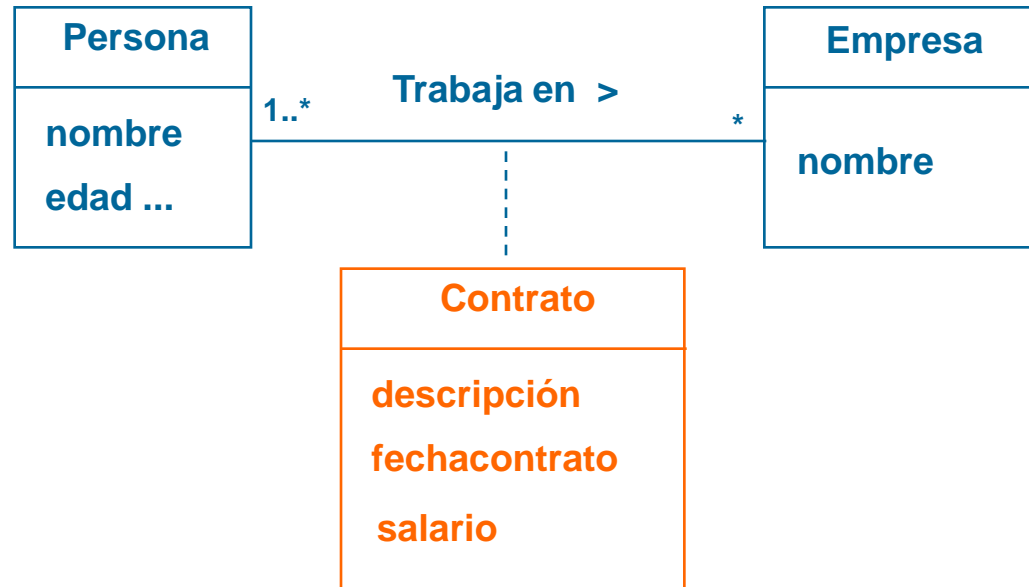 Persona
nombre
edad ...
1..*
Trabaja en >
*
Empresa
nombre
Contrato
descripción
fechacontrato
salario